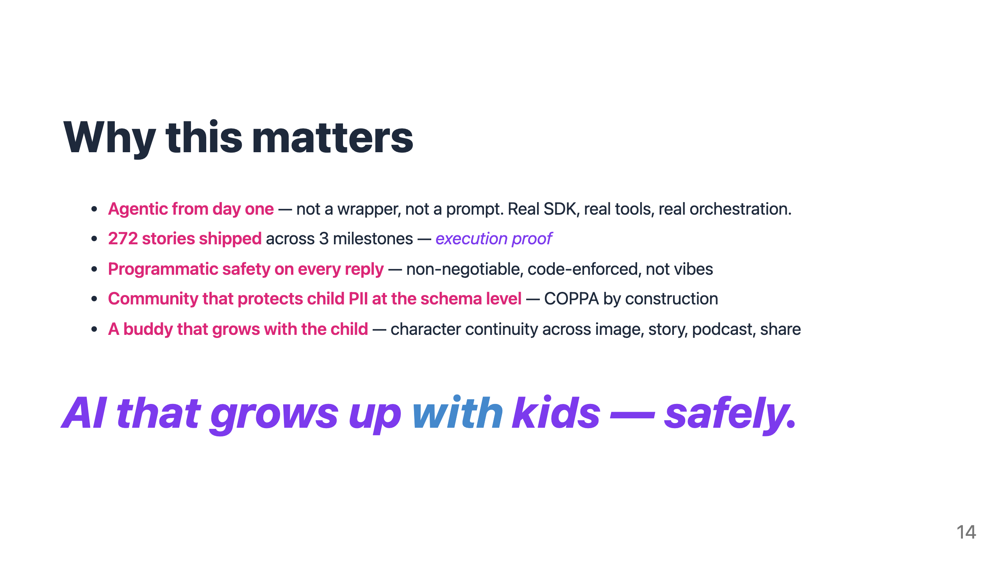 Why this matters
• Agentic from day one — not a wrapper, not a prompt. Real SDK, real tools, real orchestration.
• 272 stories shipped across 3 milestones — execution proof
• Programmatic safety on every reply — non-negotiable, code-enforced, not vibes
• Community that protects child PII at the schema level — COPPA by construction
• A buddy that grows with the child — character continuity across image, story, podcast, share
AI that grows up with kids — safely.
14